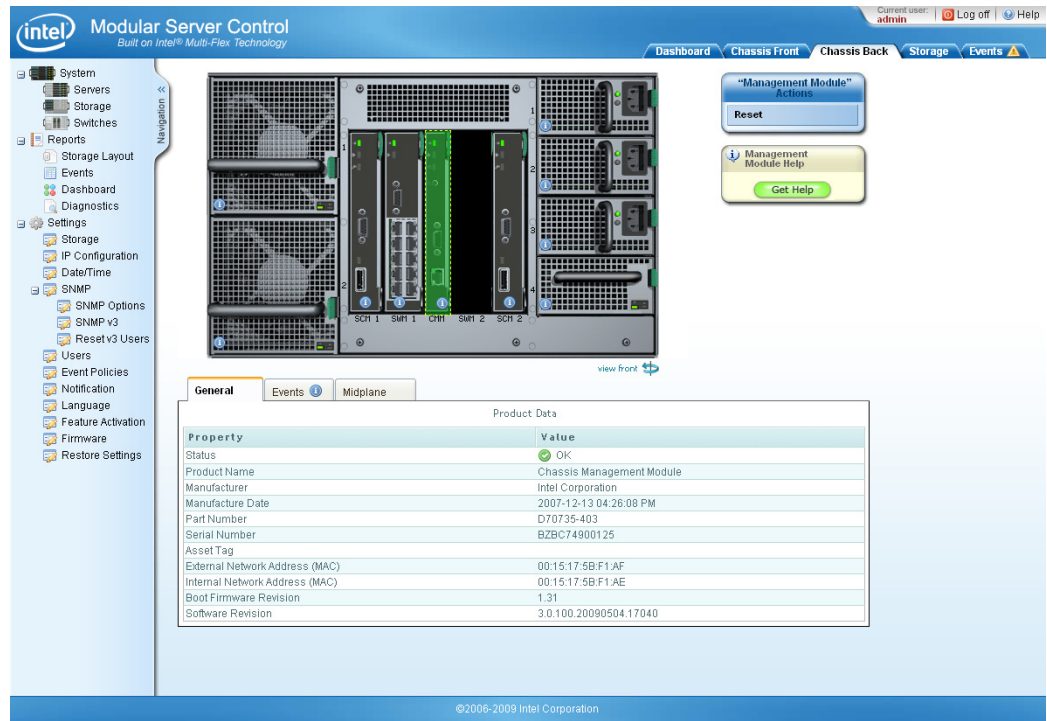 intel
Modular Server Control
Built on Intel® Multi-Flex Technology
Current user:
admin
Log off
Help
Dashboard
Chassis Front
Chassis Back
Storage
Events
System
Servers
Storage
Switches
Reports
Storage Layout
Events
Dashboard
Diagnostics
Settings
Storage
IP Configuration
Date/Time
SNMP
SNMP Options
SNMP v3
Reset v3 Users
Users
Event Policies
Notification
Language
Feature Activation
Firmware
Restore Settings
«
Navigation
»
1
2
1
2
3
4
SCM 1
SWM 1
CMM
SWM 2
SCM 2
view front
"Management Module"
Actions
Reset
Management
Module Help
Get Help
General
Events
Midplane
Product Data
Property Value
Status OK
Product Name Chassis Management Module
Manufacturer Intel Corporation
Manufacture Date 2007-12-13 04:26:08 PM
Part Number D70735-403
Serial Number BZBC74900125
Asset Tag
External Network Address (MAC) 00:15:17:5B:F1:AF
Internal Network Address (MAC) 00:15:17:5B:F1:AE
Boot Firmware Revision 1.31
Software Revision 3.0.100.20090504.17040
©2006-2009 Intel Corporation